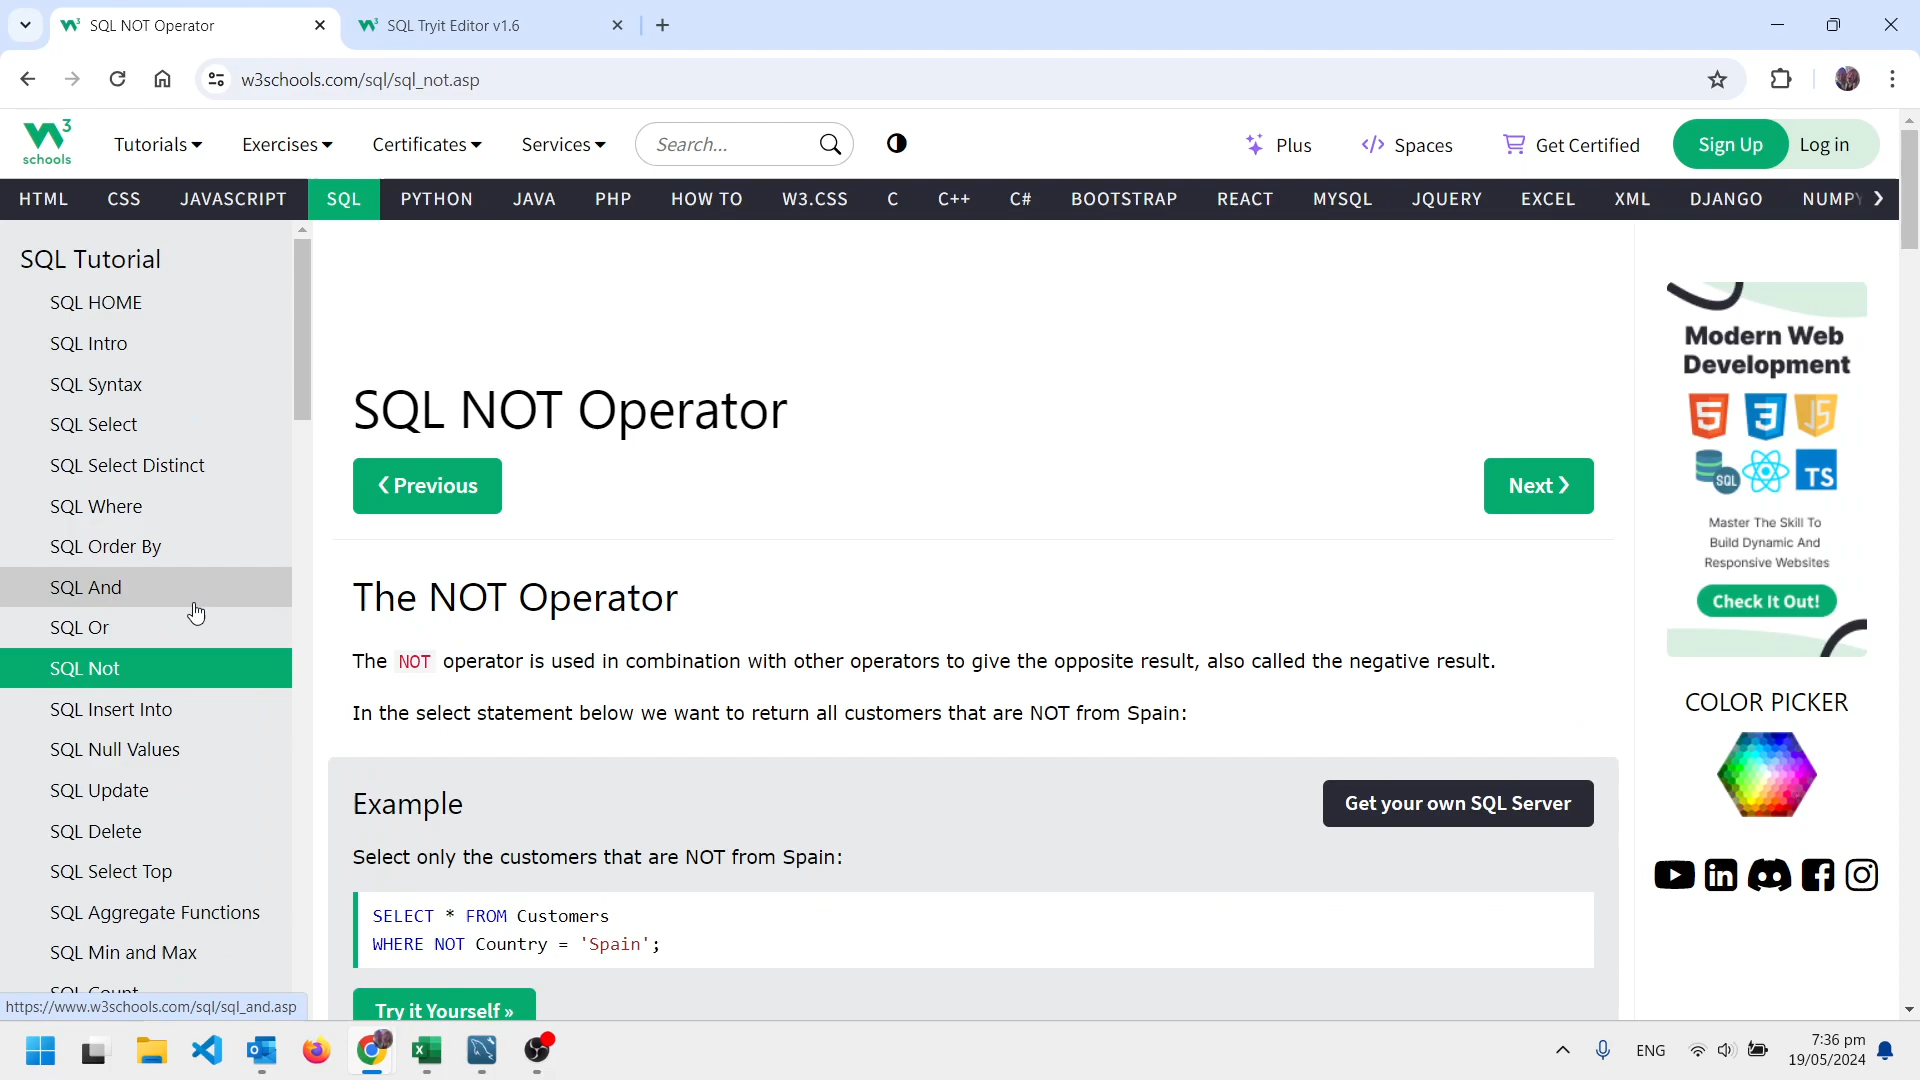 SQL NOT Operator
SQL Tryit Editor v1.6
w3schools.com/sql/sql_not.asp
W3
schools
Tutorials
Exercises
Certificates
Services
Search...
Plus
Spaces
Get Certified
Sign Up
Log in
HTML
CSS
JAVASCRIPT
SQL
PYTHON
JAVA
PHP
HOW TO
W3.CSS
C
C++
C#
BOOTSTRAP
REACT
MYSQL
JQUERY
EXCEL
XML
DJANGO
NUMPY
SQL Tutorial
SQL HOME
SQL Intro
SQL Syntax
SQL Select
SQL Select Distinct
SQL Where
SQL Order By
SQL And
SQL Or
SQL Not
SQL Insert Into
SQL Null Values
SQL Update
SQL Delete
SQL Select Top
SQL Aggregate Functions
SQL Min and Max
SQL Count
https://www.w3schools.com/sql/sql_and.asp
SQL NOT Operator
❮ Previous
Next ❯
The NOT Operator
The NOT operator is used in combination with other operators to give the opposite result, also called the negative result.
In the select statement below we want to return all customers that are NOT from Spain:
Example
Get your own SQL Server
Select only the customers that are NOT from Spain:
SELECT * FROM Customers
WHERE NOT Country = 'Spain';
Try it Yourself »
Modern Web
Development
5
3
JS
SQL
TS
Master The Skill To
Build Dynamic And
Responsive Websites
Check It Out!
COLOR PICKER
in
ENG
7:36 pm
19/05/2024